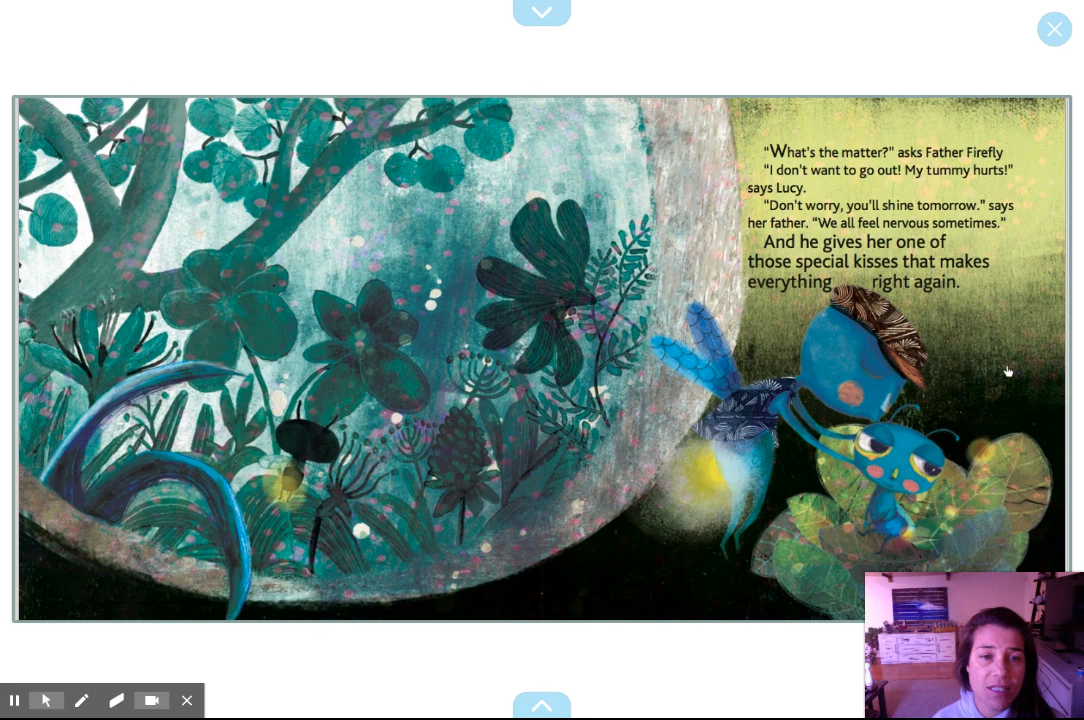 "What's the matter?" asks Father Firefly
"I don't want to go out! My tummy hurts!"
says Lucy.
"Don't worry, you'll shine tomorrow." says
her father. "We all feel nervous sometimes."
And he gives her one of
those special kisses that makes
everything right again.